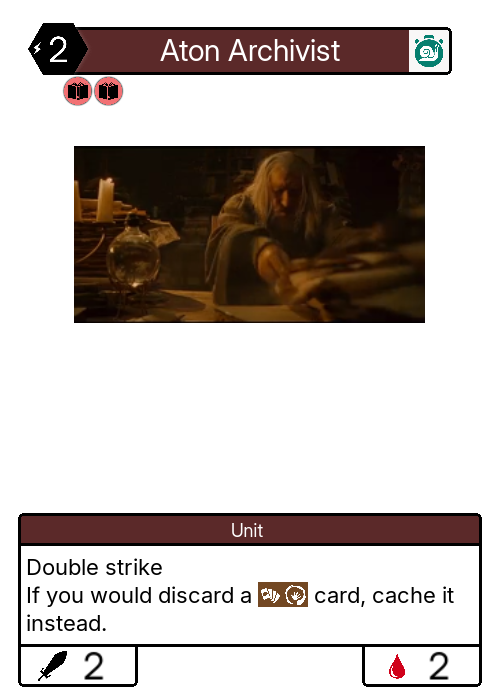 2
Aton Archivist
Unit
Double strike
If you would discard a card, cache it
instead.
2
2